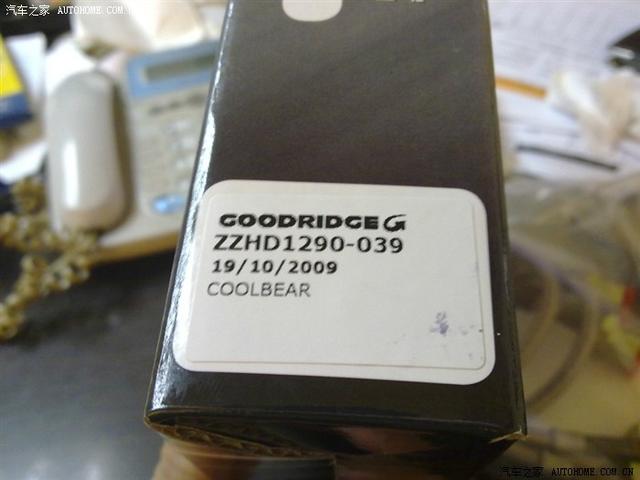 汽车之家 AUTOHOME.COM.CN
GOODRIDGE G
ZZHD1290-039
19/10/2009
COOLBEAR
汽车之家 AUTOHOME.COM.CN